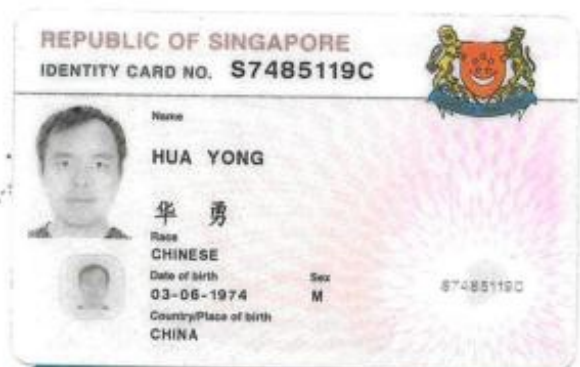 REPUBLIC OF SINGAPORE
IDENTITY CARD NO. S7485119C
Name
HUA YONG
华 勇
Race
CHINESE
Date of birth Sex
03-06-1974 M
S7485119C
Country/Place of birth
CHINA